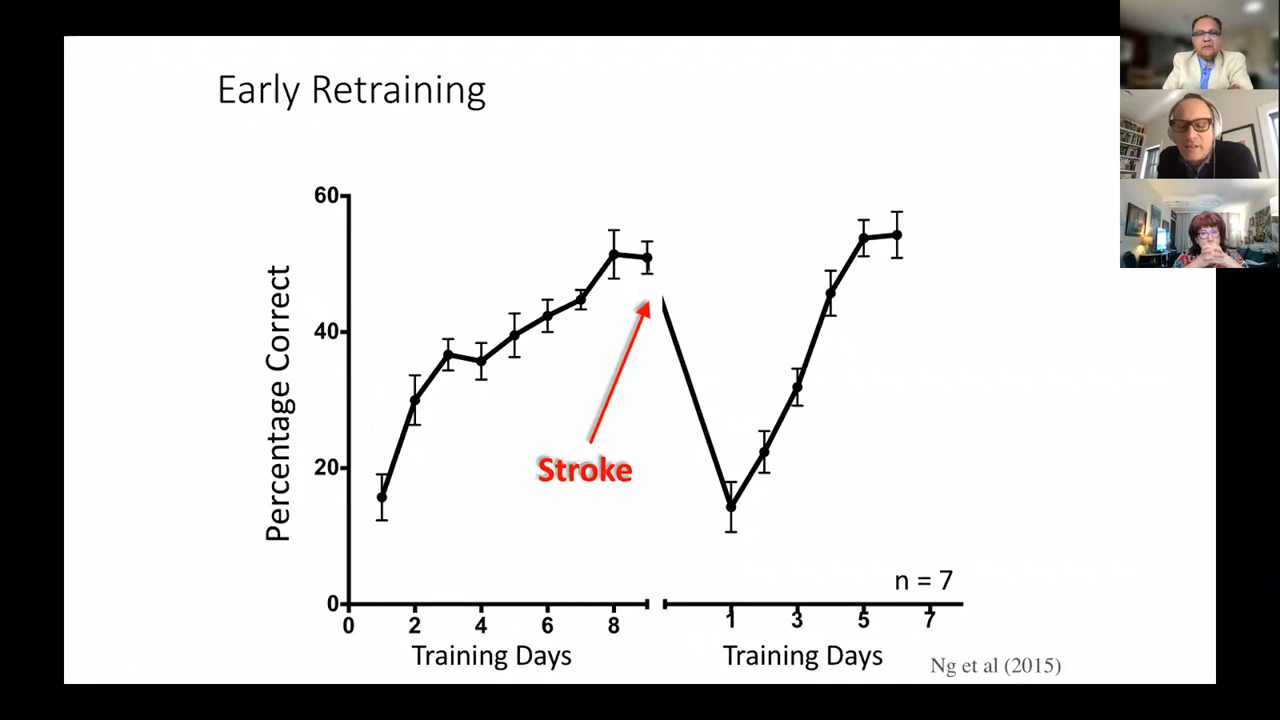 Early Retraining
60
40
20
0
Percentage Correct
Stroke
n = 7
0 2 4 6 8 1 3 5 7
Training Days Training Days
Ng et al (2015)